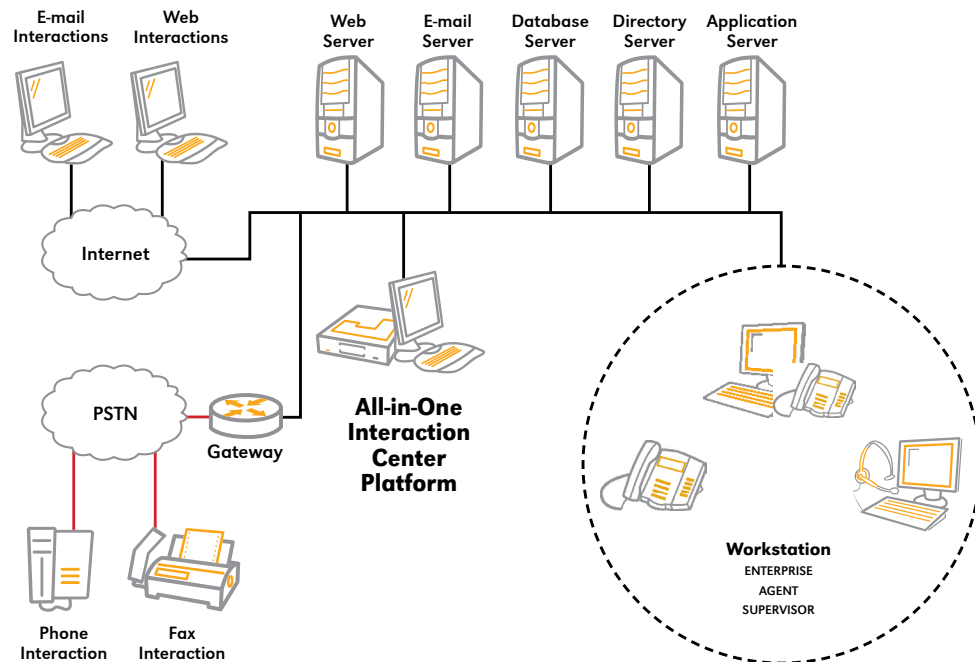 E-mail
Interactions
Web
Interactions
Web
Server
E-mail
Server
Database
Server
Directory
Server
Application
Server
Internet
PSTN
Gateway
All-in-One
Interaction
Center
Platform
Workstation
ENTERPRISE
AGENT
SUPERVISOR
Phone
Interaction
Fax
Interaction